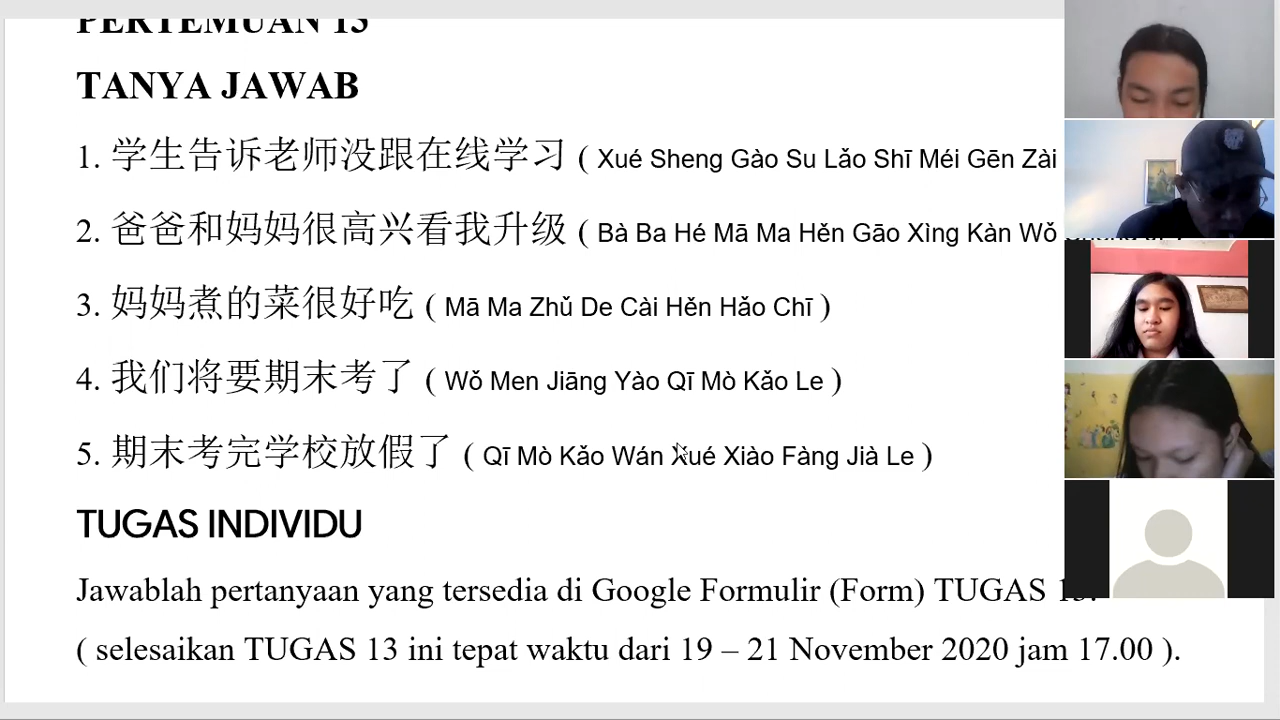 PERTEMUAN 13
TANYA JAWAB
1. 学生告诉老师没跟在线学习 ( Xué Sheng Gào Su Lǎo Shī Méi Gēn Zài
2. 爸爸和妈妈很高兴看我升级 ( Bà Ba Hé Mā Ma Hěn Gāo Xìng Kàn Wǒ
3. 妈妈煮的菜很好吃 ( Mā Ma Zhǔ De Cài Hěn Hǎo Chī )
4. 我们将要期末考了 ( Wǒ Men Jiāng Yào Qī Mò Kǎo Le )
5. 期末考完学校放假了 ( Qī Mò Kǎo Wán Xué Xiào Fàng Jià Le )
TUGAS INDIVIDU
Jawablah pertanyaan yang tersedia di Google Formulir (Form) TUGAS 13.
( selesaikan TUGAS 13 ini tepat waktu dari 19 – 21 November 2020 jam 17.00 ).